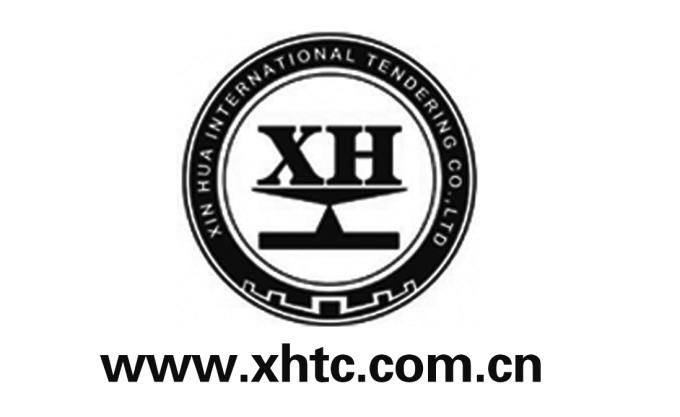 XIN HUA INTERNATIONAL TENDERING CO.,LTD
XH
www.xhtc.com.cn